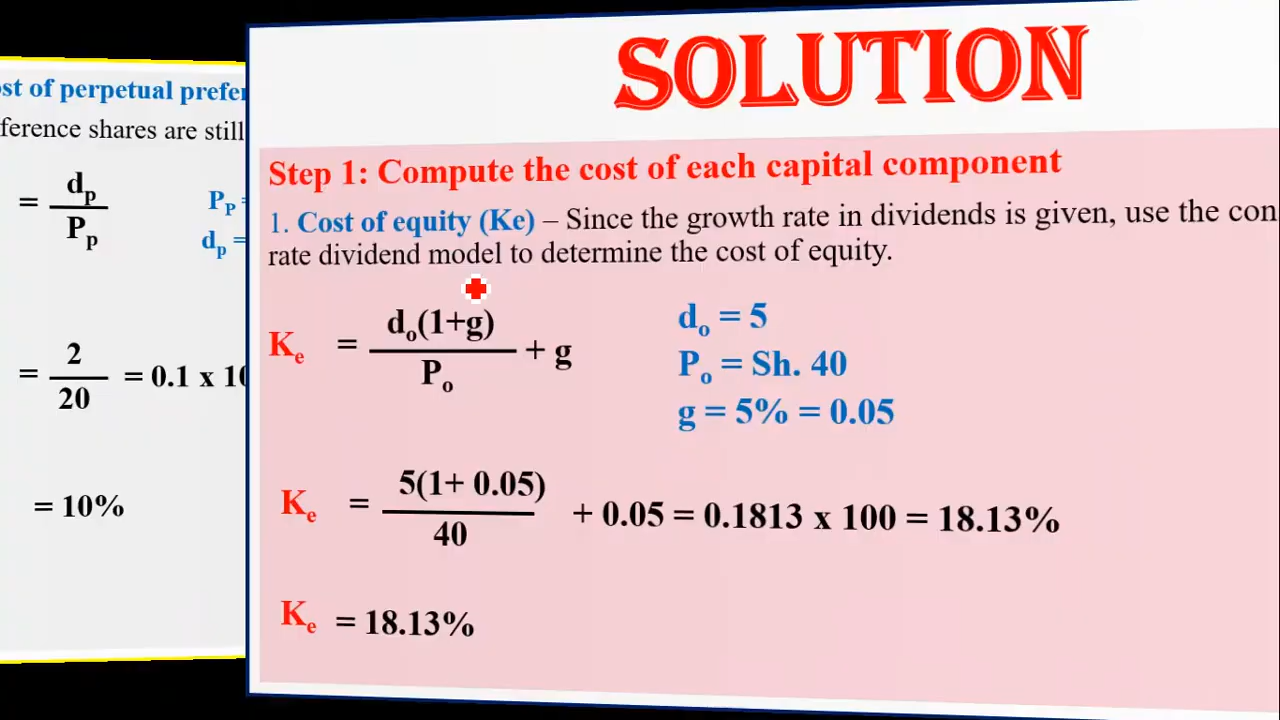 SOLUTION
Step 1: Compute the cost of each capital component
1. Cost of equity (Ke) – Since the growth rate in dividends is given, use the con
rate dividend model to determine the cost of equity.
Ke = do(1+g) / Po + g
do = 5
Po = Sh. 40
g = 5% = 0.05
Ke = 5(1+ 0.05) / 40 + 0.05 = 0.1813 x 100 = 18.13%
Ke = 18.13%
of perpetual
shares are still
= dp / Pp
Pp =
dp =
= 2 / 20 = 0.1 x 10
= 10%